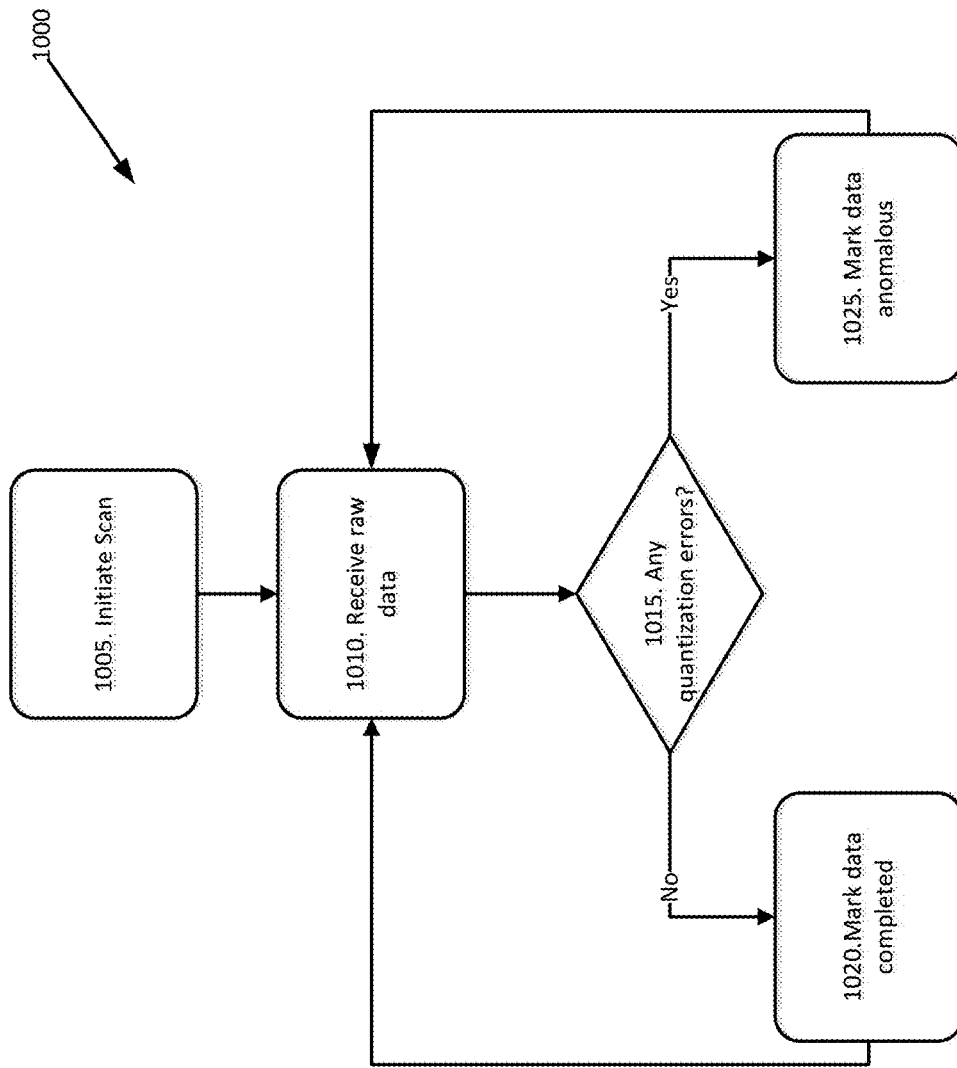 1000
1005. Initiate Scan
1010. Receive raw
data
1015. Any
quantization errors?
No
Yes
1020.Mark data
completed
1025. Mark data
anomalous